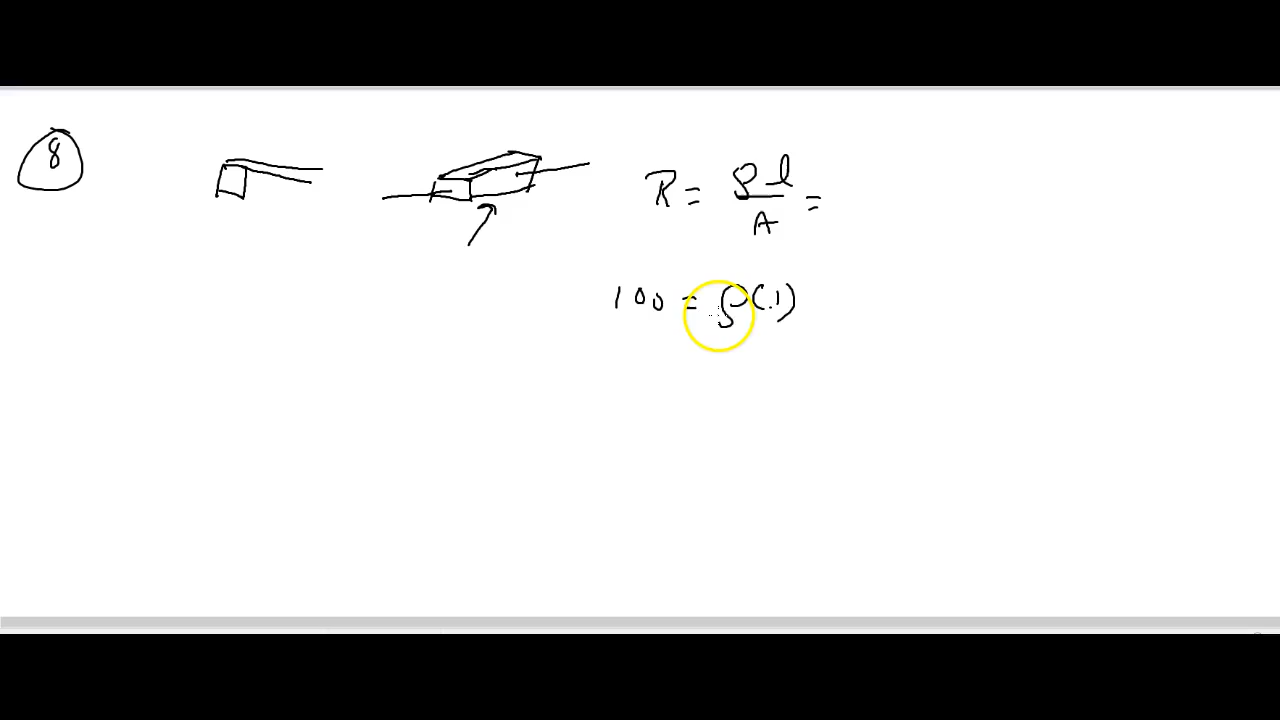 8
R = ρl/A =
100 = ρ(.1)